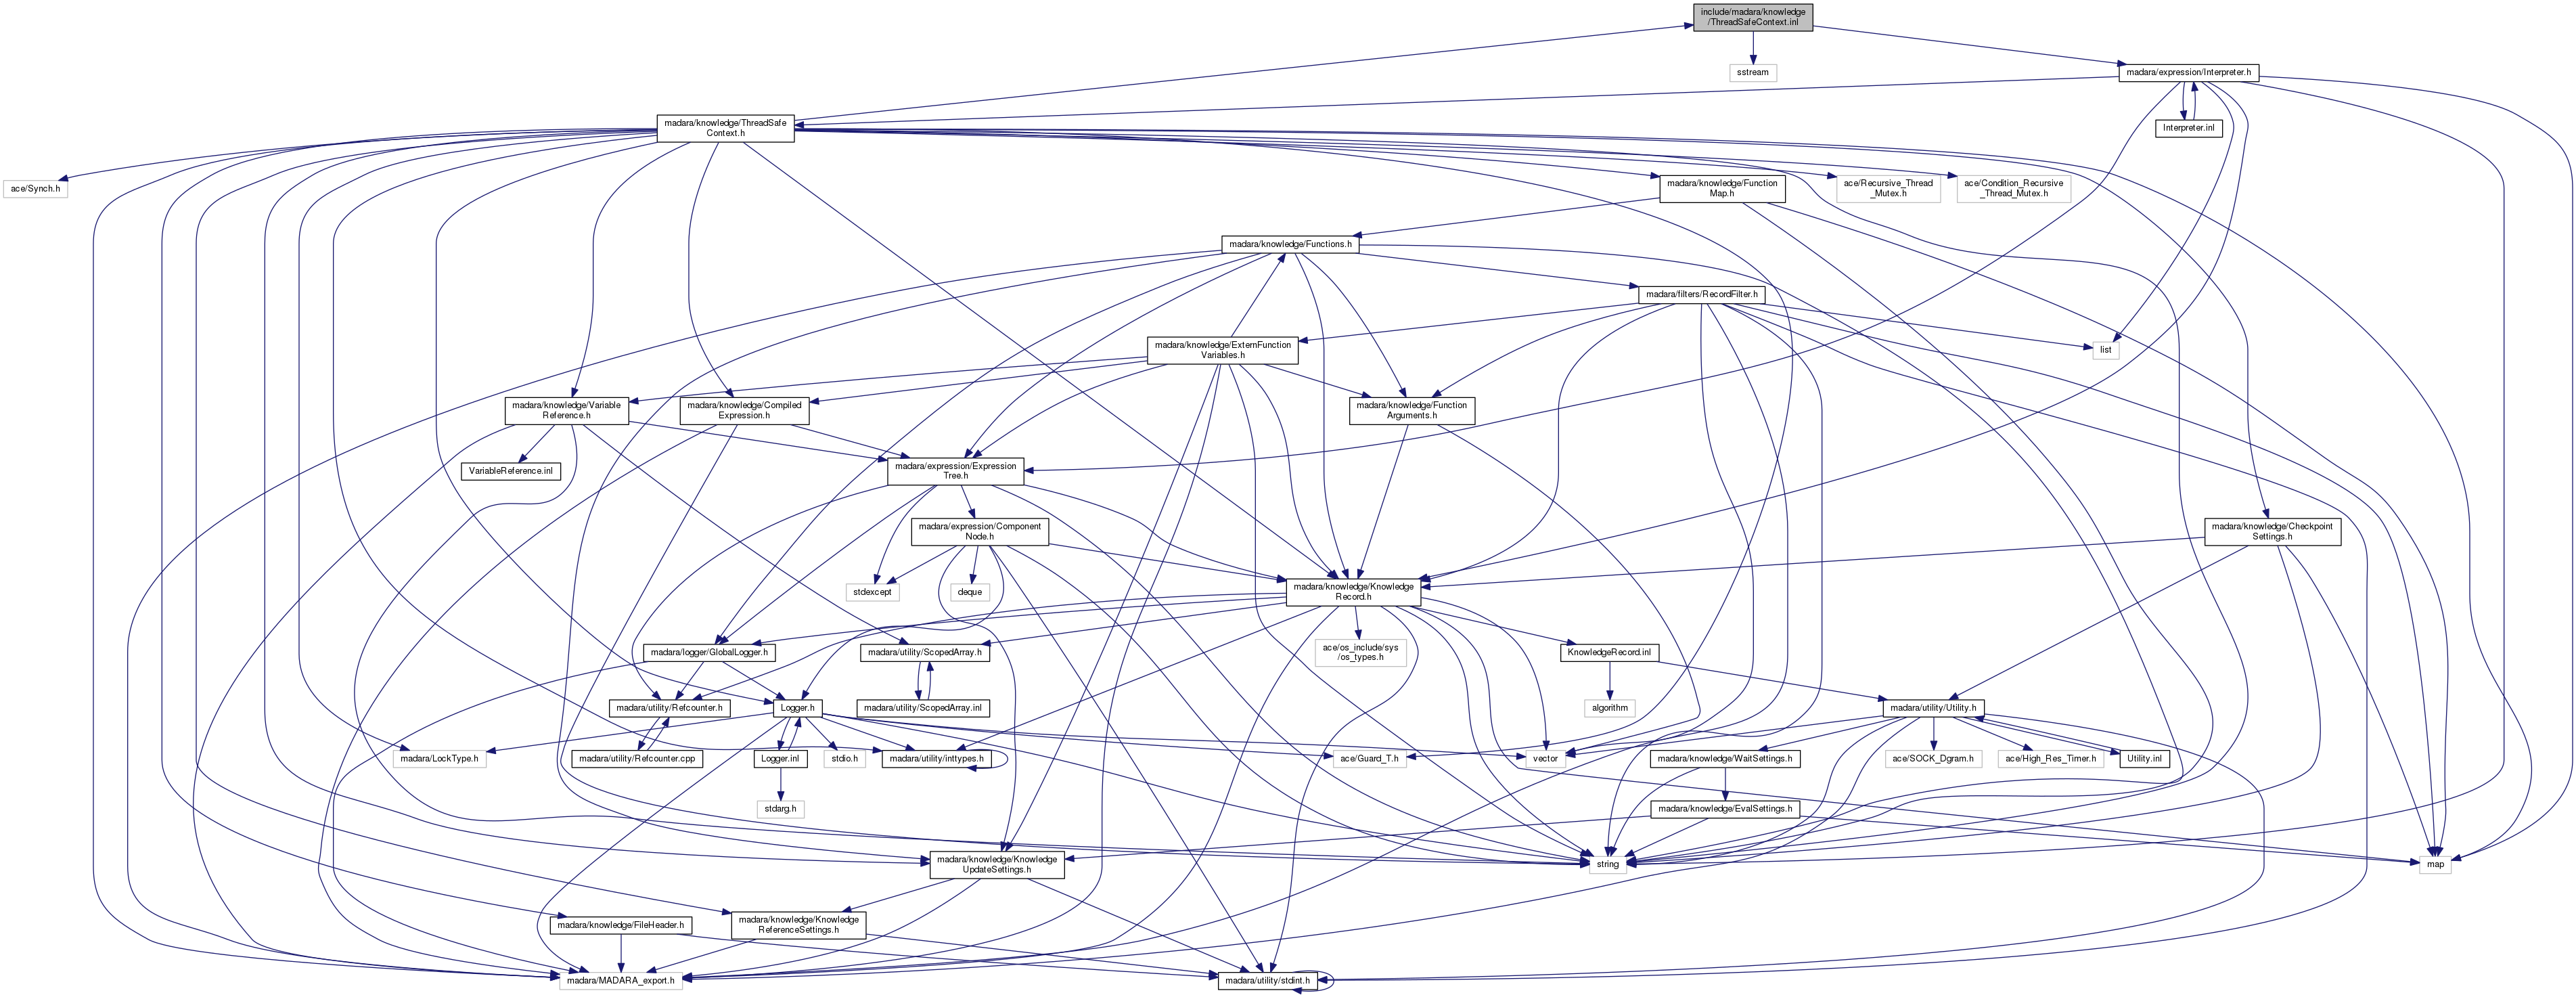 include/madara/knowledge
/ThreadSafeContext.inl
sstream
madara/expression/Interpreter.h
madara/knowledge/ThreadSafe
Context.h
Interpreter.inl
ace/Synch.h
madara/knowledge/Function
Map.h
ace/Recursive_Thread
_Mutex.h
ace/Condition_Recursive
_Thread_Mutex.h
madara/knowledge/Functions.h
madara/filters/RecordFilter.h
madara/knowledge/ExternFunction
Variables.h
list
madara/knowledge/Variable
Reference.h
madara/knowledge/Compiled
Expression.h
madara/knowledge/Function
Arguments.h
VariableReference.inl
madara/expression/Expression
Tree.h
madara/expression/Component
Node.h
madara/knowledge/Checkpoint
Settings.h
stdexcept
deque
madara/knowledge/Knowledge
Record.h
madara/logger/GlobalLogger.h
madara/utility/ScopedArray.h
ace/os_include/sys
/os_types.h
KnowledgeRecord.inl
madara/utility/Refcounter.h
Logger.h
madara/utility/ScopedArray.inl
algorithm
madara/utility/Utility.h
madara/LockType.h
madara/utility/Refcounter.cpp
Logger.inl
stdio.h
madara/utility/inttypes.h
ace/Guard_T.h
vector
madara/knowledge/WaitSettings.h
ace/SOCK_Dgram.h
ace/High_Res_Timer.h
Utility.inl
stdarg.h
madara/knowledge/EvalSettings.h
madara/knowledge/Knowledge
UpdateSettings.h
string
map
madara/knowledge/FileHeader.h
madara/knowledge/Knowledge
ReferenceSettings.h
madara/MADARA_export.h
madara/utility/stdint.h